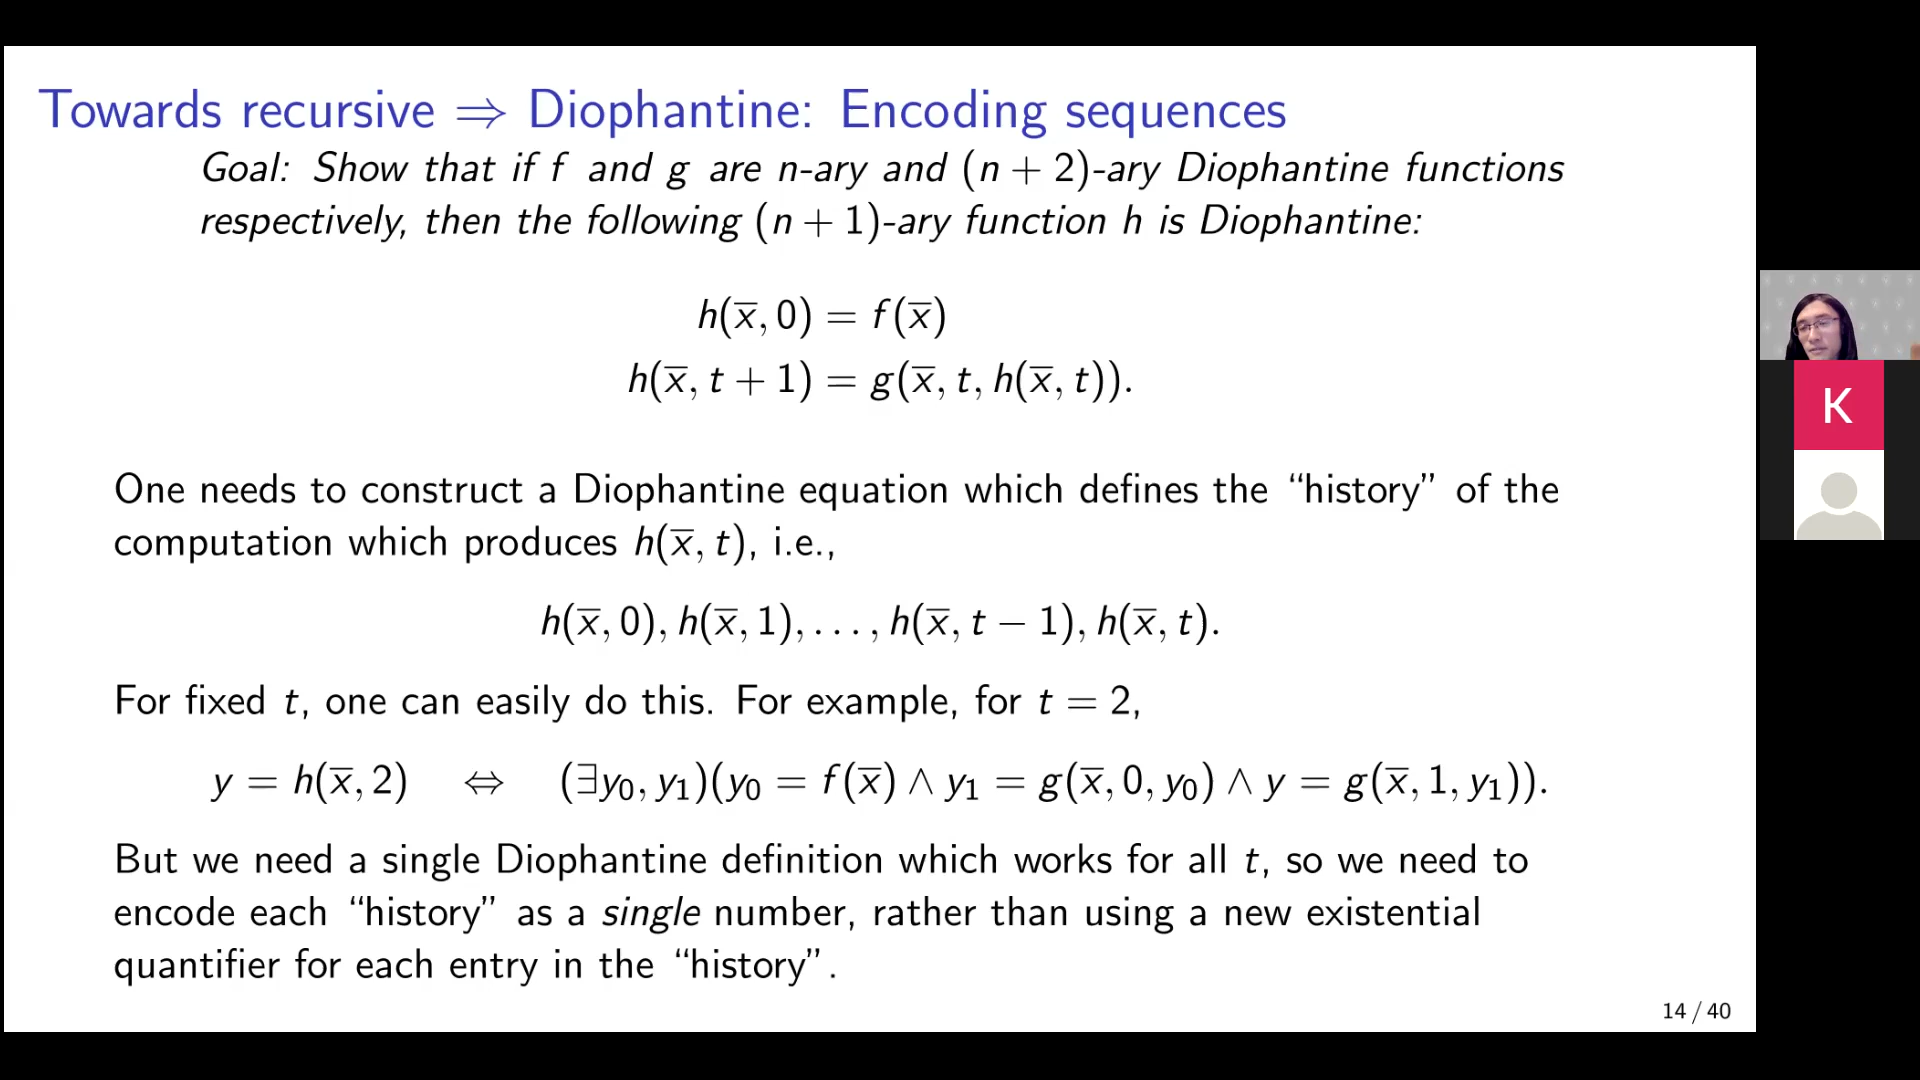 Towards recursive ⇒ Diophantine: Encoding sequences
Goal: Show that if f and g are n-ary and (n + 2)-ary Diophantine functions
respectively, then the following (n + 1)-ary function h is Diophantine:
h(x̅, 0) = f(x̅)
h(x̅, t + 1) = g(x̅, t, h(x̅, t)).
One needs to construct a Diophantine equation which defines the “history” of the
computation which produces h(x̅, t), i.e.,
h(x̅, 0), h(x̅, 1), . . . , h(x̅, t − 1), h(x̅, t).
For fixed t, one can easily do this. For example, for t = 2,
y = h(x̅, 2) ⇔ (∃y₀, y₁)(y₀ = f(x̅) ∧ y₁ = g(x̅, 0, y₀) ∧ y = g(x̅, 1, y₁)).
But we need a single Diophantine definition which works for all t, so we need to
encode each “history” as a single number, rather than using a new existential
quantifier for each entry in the “history”.
14 / 40
K